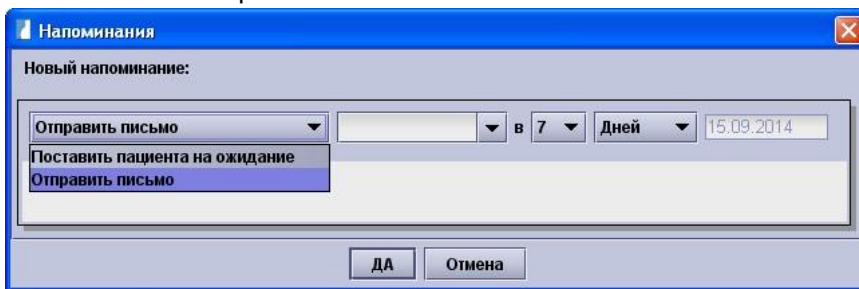 Напоминания
Новый напоминание:
Отправить письмо в 7 Дней 15.09.2014
Поставить пациента на ожидание
Отправить письмо
ДА Отмена